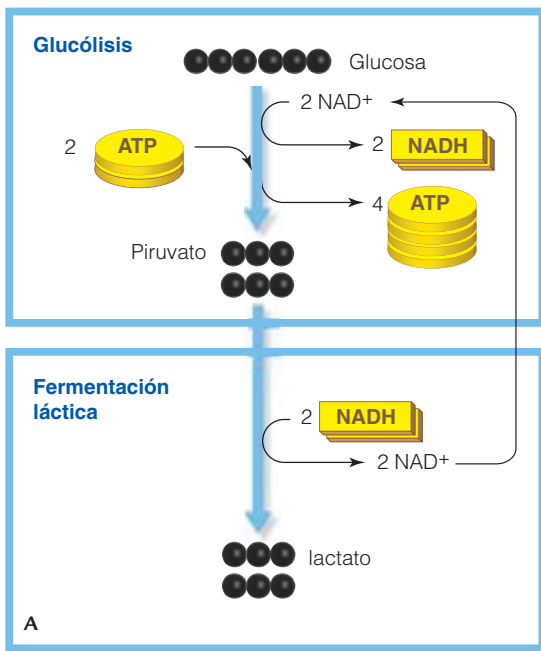 Glucólisis
Glucosa
2 NAD+
2 ATP
2 NADH
4 ATP
Piruvato
Fermentación
láctica
2 NADH
2 NAD+
lactato
A